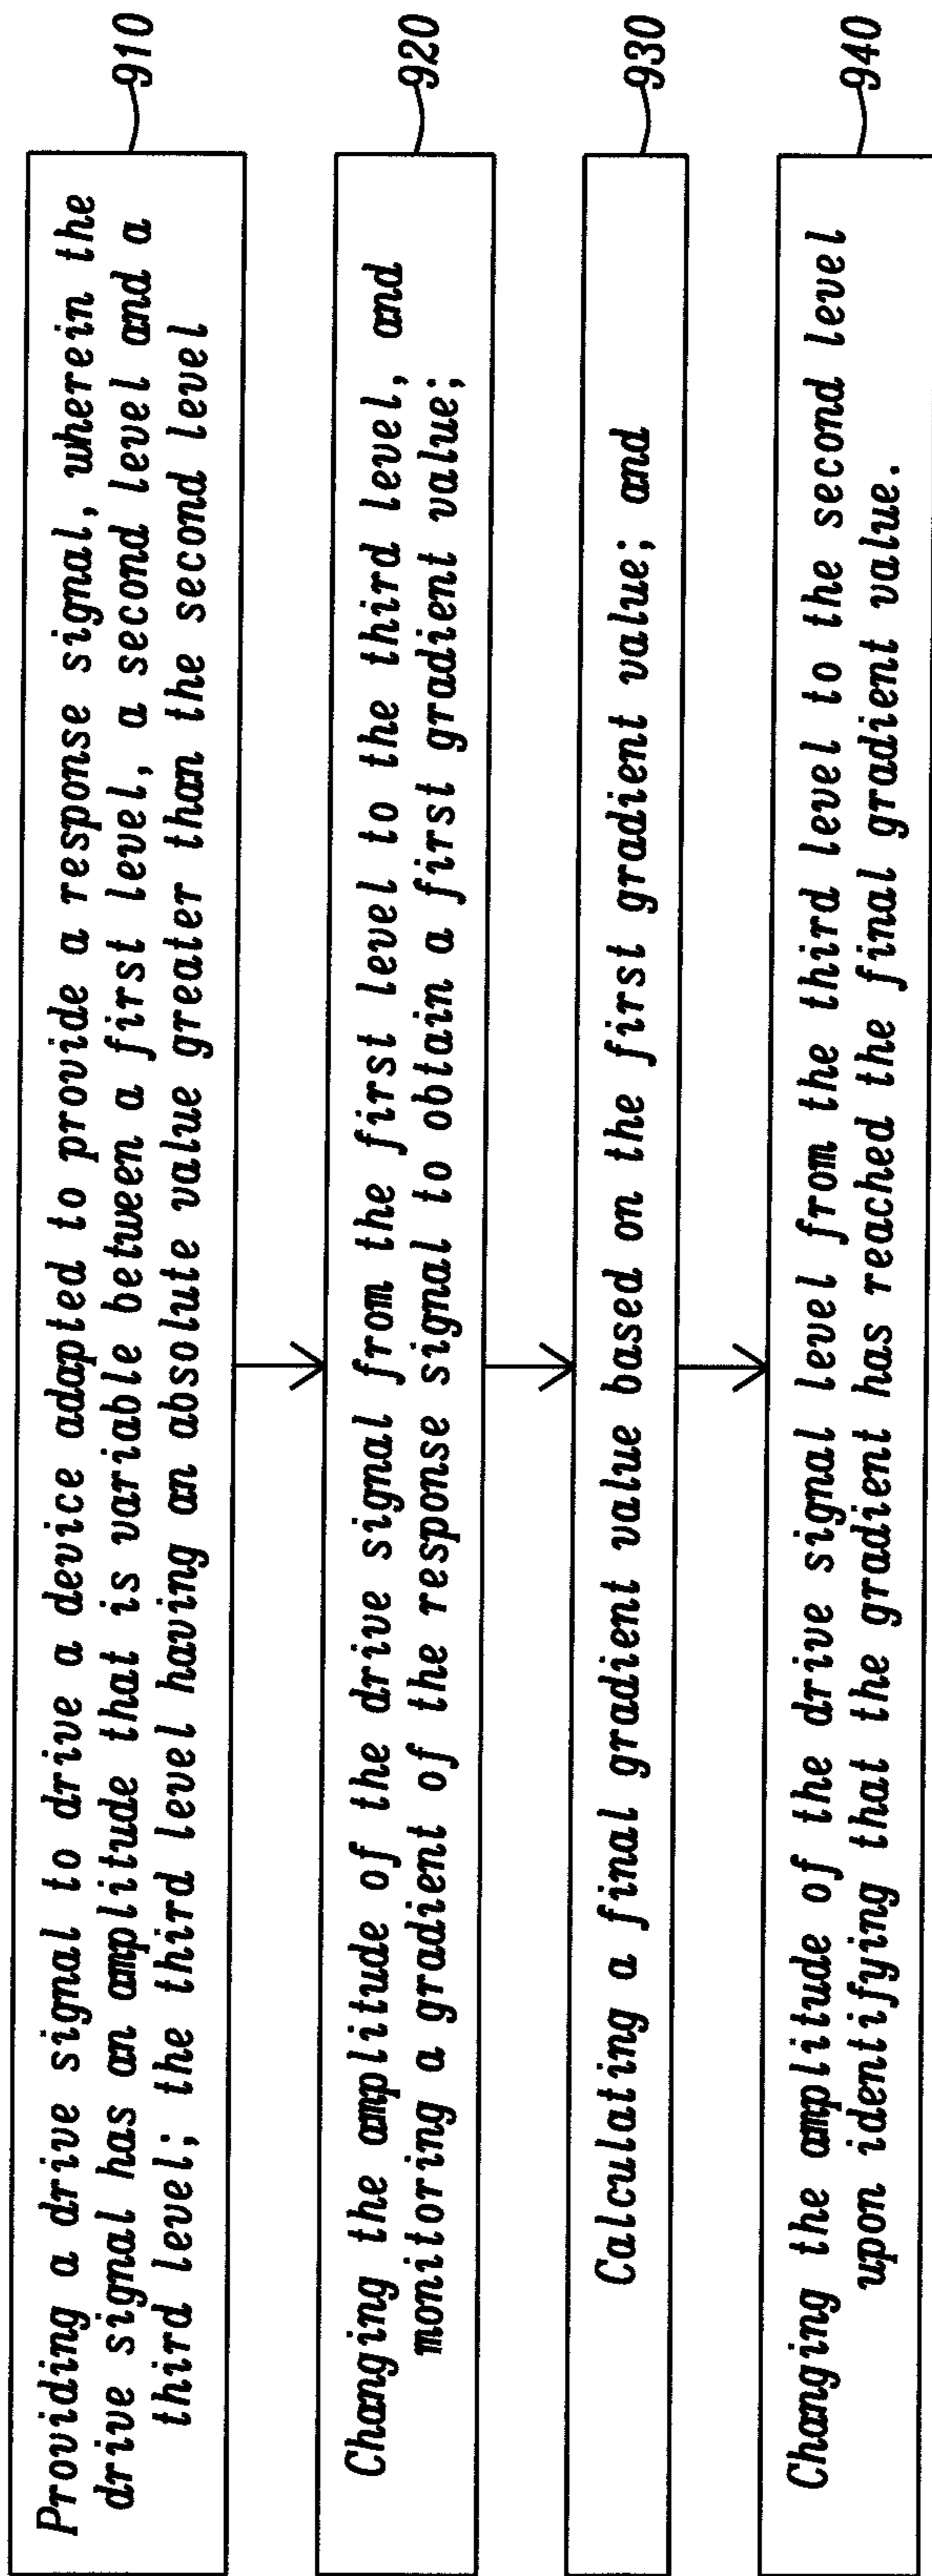 Providing a drive signal to drive a device adapted to provide a response signal, wherein the
drive signal has an amplitude that is variable between a first level, a second level and a
third level; the third level having an absolute value greater than the second level
910
Changing the amplitude of the drive signal from the first level to the third level, and
monitoring a gradient of the response signal to obtain a first gradient value;
920
Calculating a final gradient value based on the first gradient value; and
930
Changing the amplitude of the drive signal level from the third level to the second level
upon identifying that the gradient has reached the final gradient value.
940